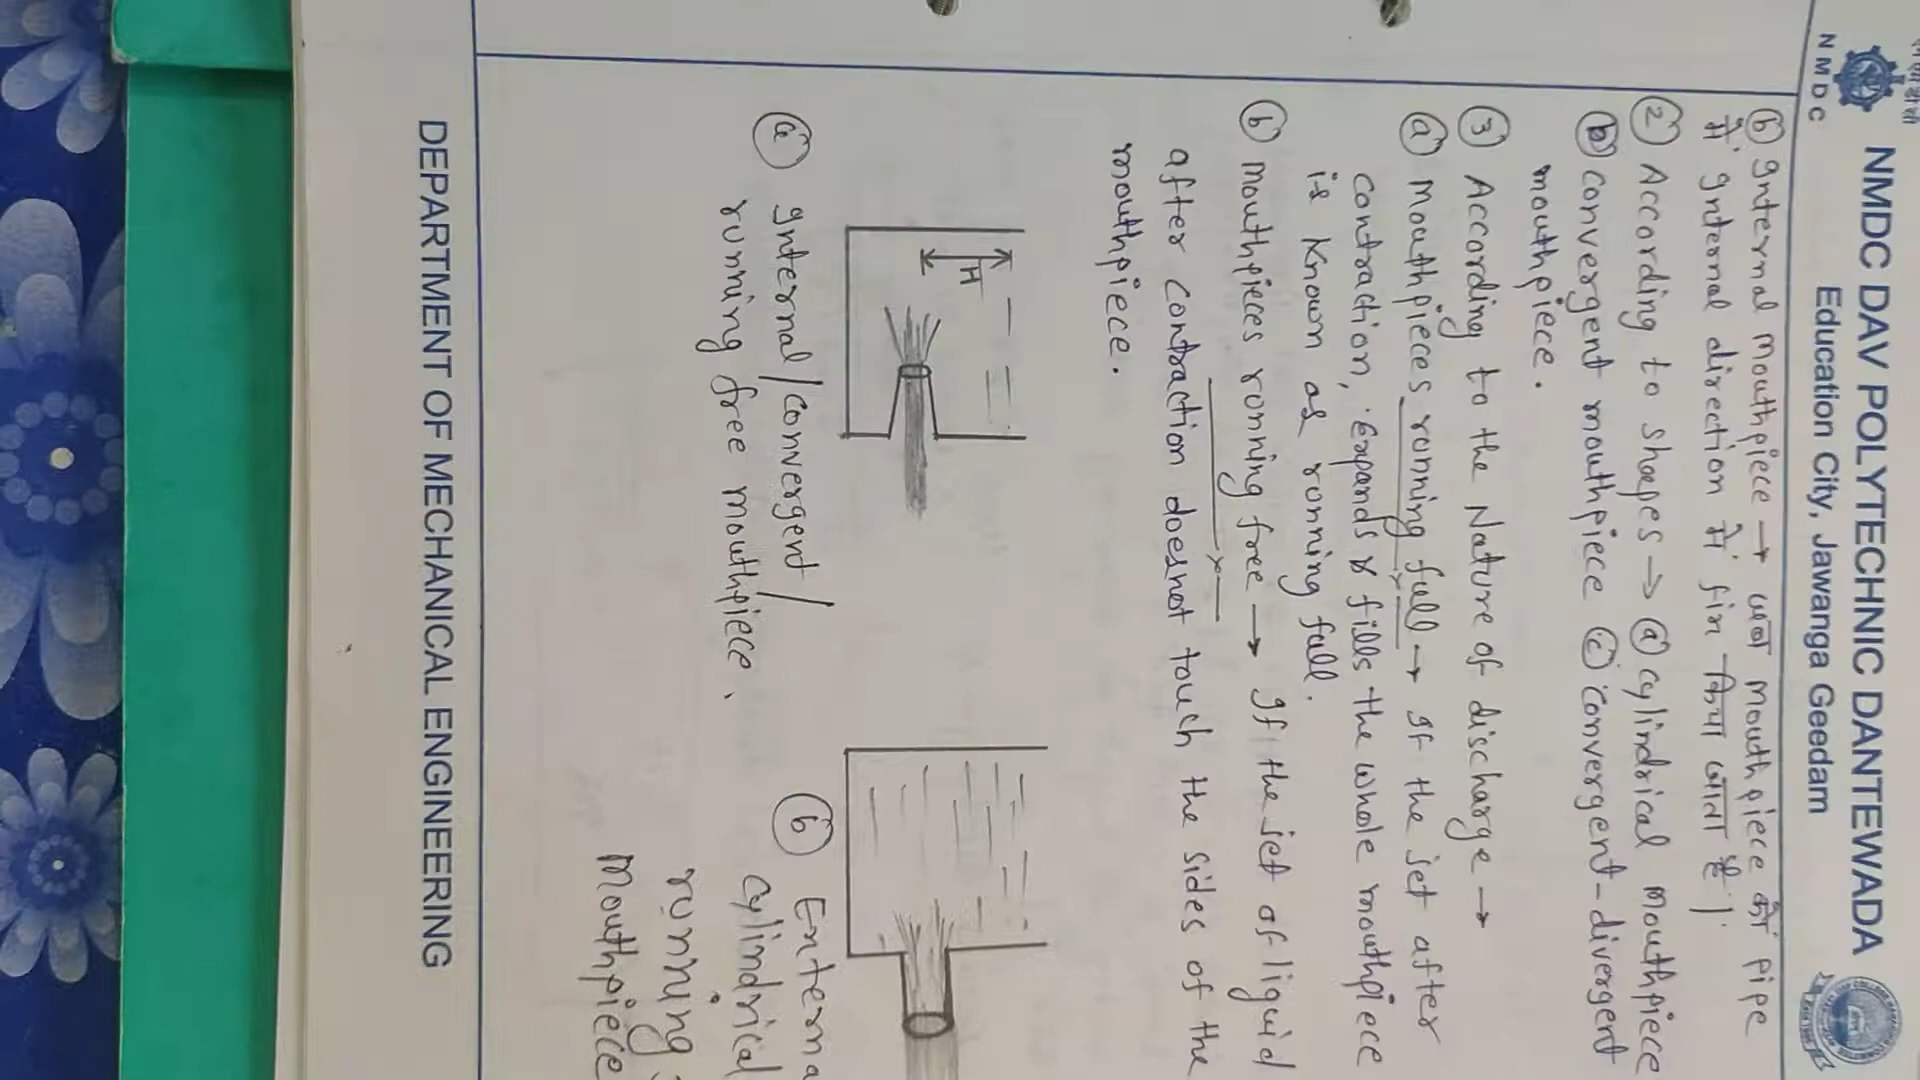 NMDC DAV POLYTECHNIC DANTEWADA
Education City, Jawanga Geedam
NMDC
(b) Internal mouthpiece → जब mouthpiece को pipe
में Internal direction में fix किया जाता है।
(2) According to shapes → (a) cylindrical mouthpiece
(b) convergent mouthpiece (c) convergent-divergent
mouthpiece.
(3) According to the Nature of discharge →
(a) mouthpieces running full → If the jet after
contraction, Expands & fills the whole mouthpiece
is known as running full.
(b) mouthpieces running free → If the jet of liquid
after contraction doesnot touch the sides of the
mouthpiece.
H
(a) Internal/convergent/
running free mouthpiece.
(b) Externa
cylindrical
running
Mouthpiece
DEPARTMENT OF MECHANICAL ENGINEERING